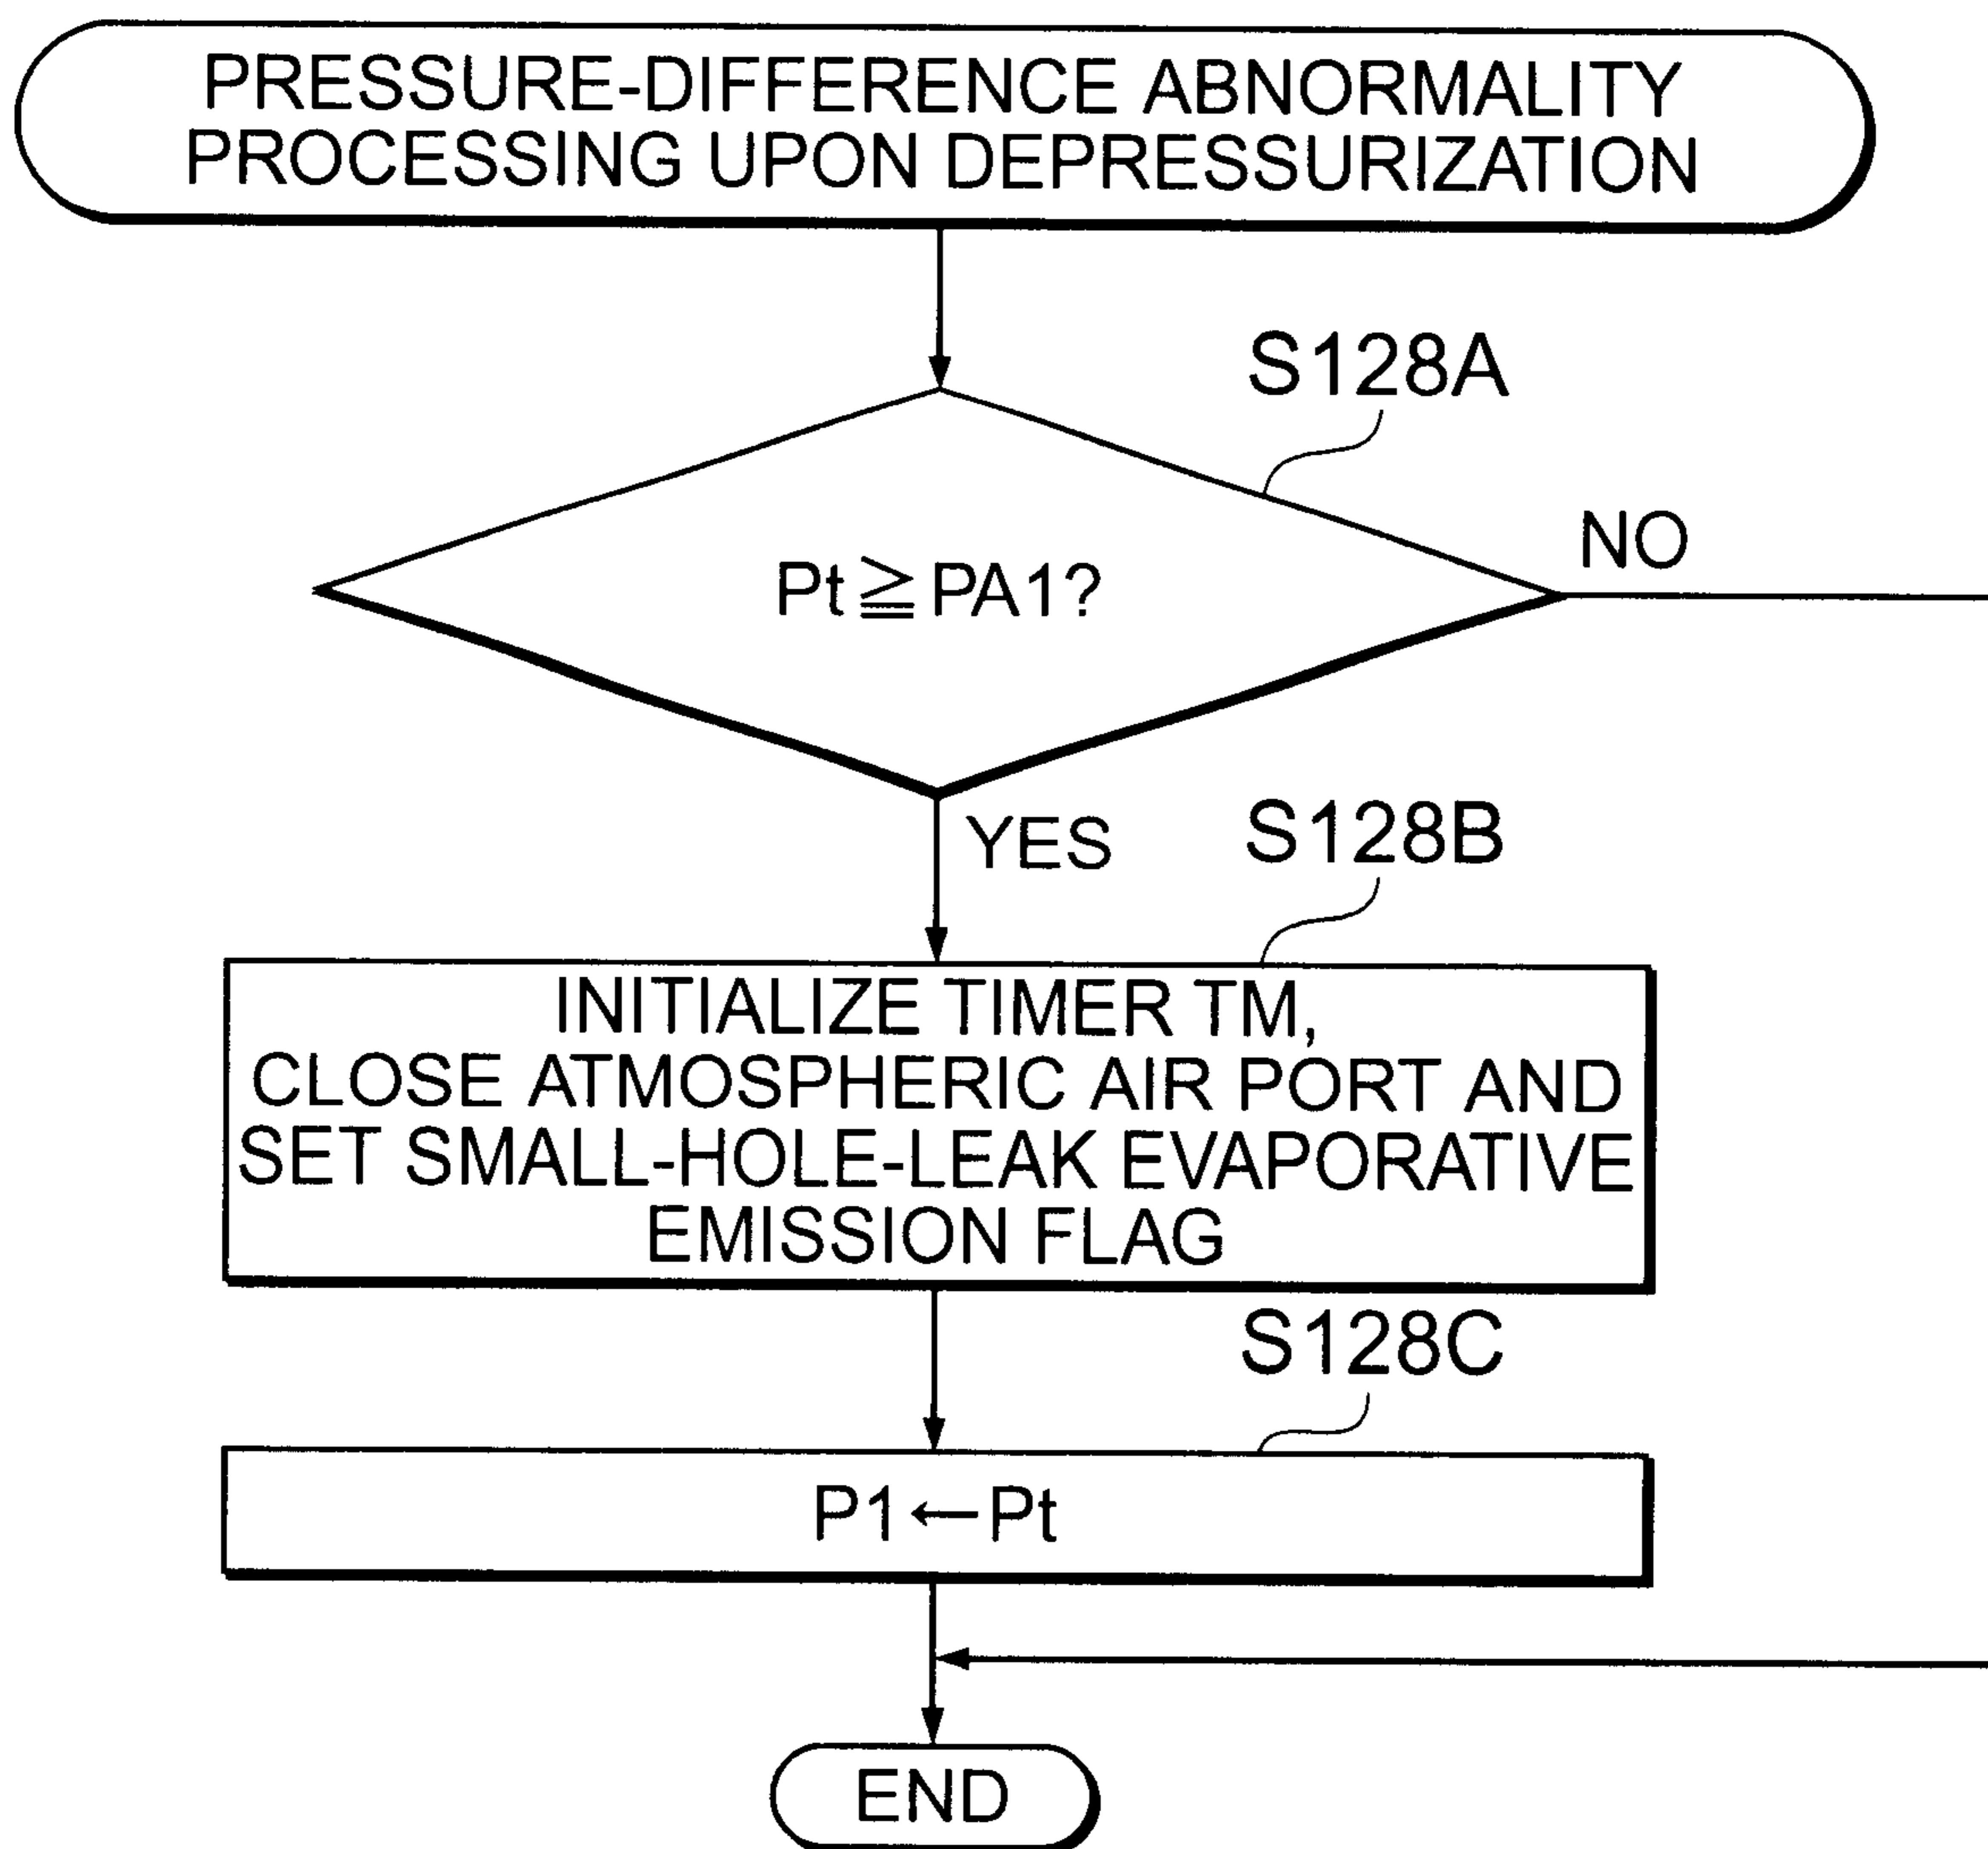 PRESSURE-DIFFERENCE ABNORMALITY
PROCESSING UPON DEPRESSURIZATION
S128A
NO
Pt≧PA1?
YES
S128B
INITIALIZE TIMER TM,
CLOSE ATMOSPHERIC AIR PORT AND
SET SMALL-HOLE-LEAK EVAPORATIVE
EMISSION FLAG
S128C
P1←Pt
END